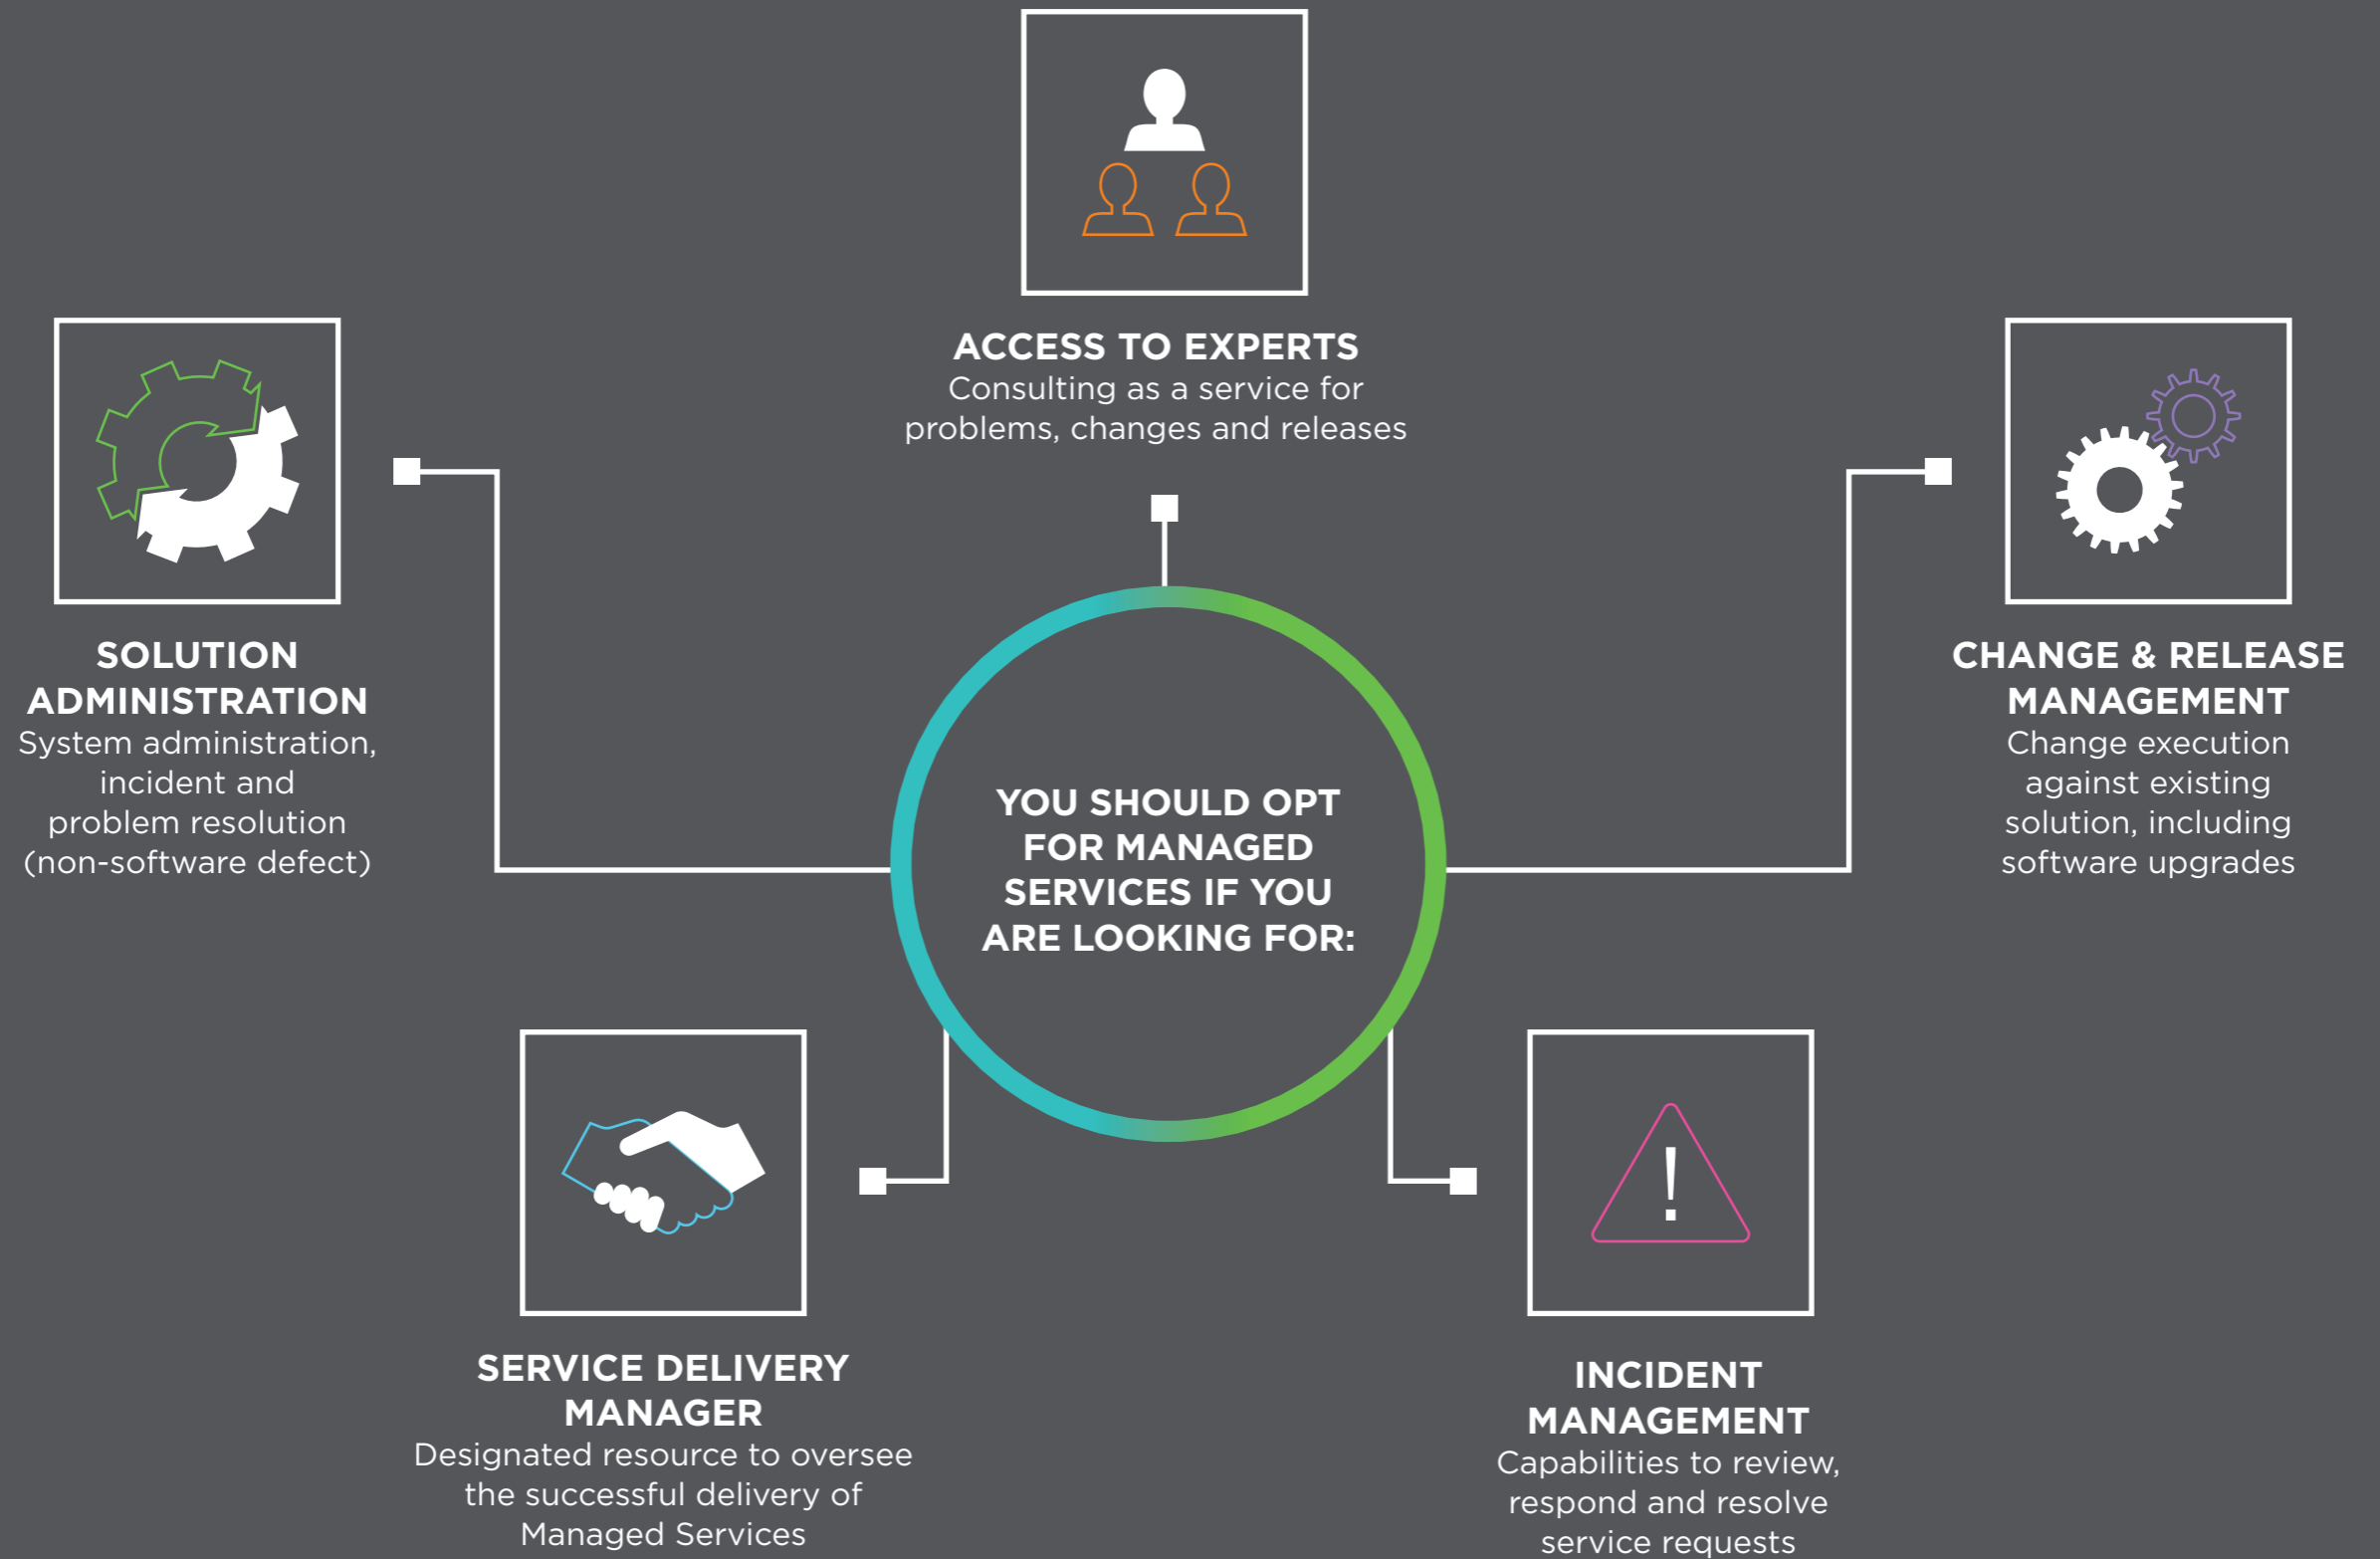 ACCESS TO EXPERTS
Consulting as a service for
problems, changes and releases
SOLUTION
ADMINISTRATION
System administration,
incident and
problem resolution
(non-software defect)
CHANGE & RELEASE
MANAGEMENT
Change execution
against existing
solution, including
software upgrades
YOU SHOULD OPT
FOR MANAGED
SERVICES IF YOU
ARE LOOKING FOR:
SERVICE DELIVERY
MANAGER
Designated resource to oversee
the successful delivery of
Managed Services
INCIDENT
MANAGEMENT
Capabilities to review,
respond and resolve
service requests